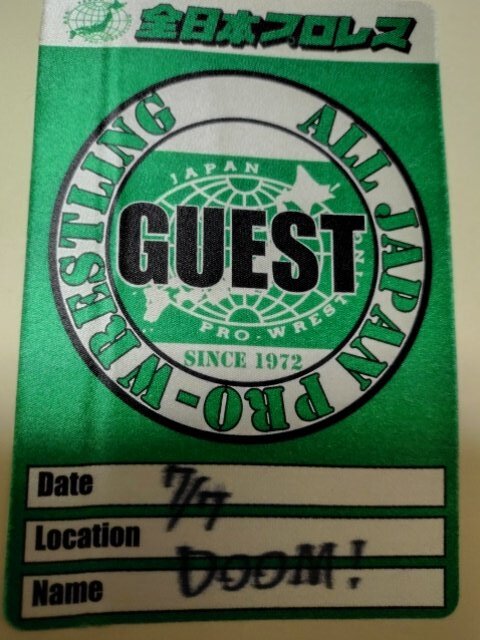 全日本プロレス
ALL JAPAN PRO-WRESTLING
JAPAN
GUEST
PRO-WRESTLING
SINCE 1972
Date 7/7
Location
Name DOOM!